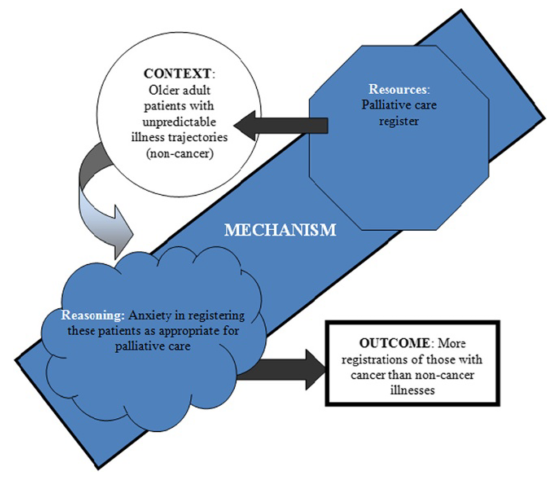 CONTEXT:
Older adult
patients with
unpredictable
illness trajectories
(non-cancer)
Resources:
Palliative care
register
MECHANISM
Reasoning: Anxiety in registering
these patients as appropriate for
palliative care
OUTCOME: More
registrations of those with
cancer than non-cancer
illnesses